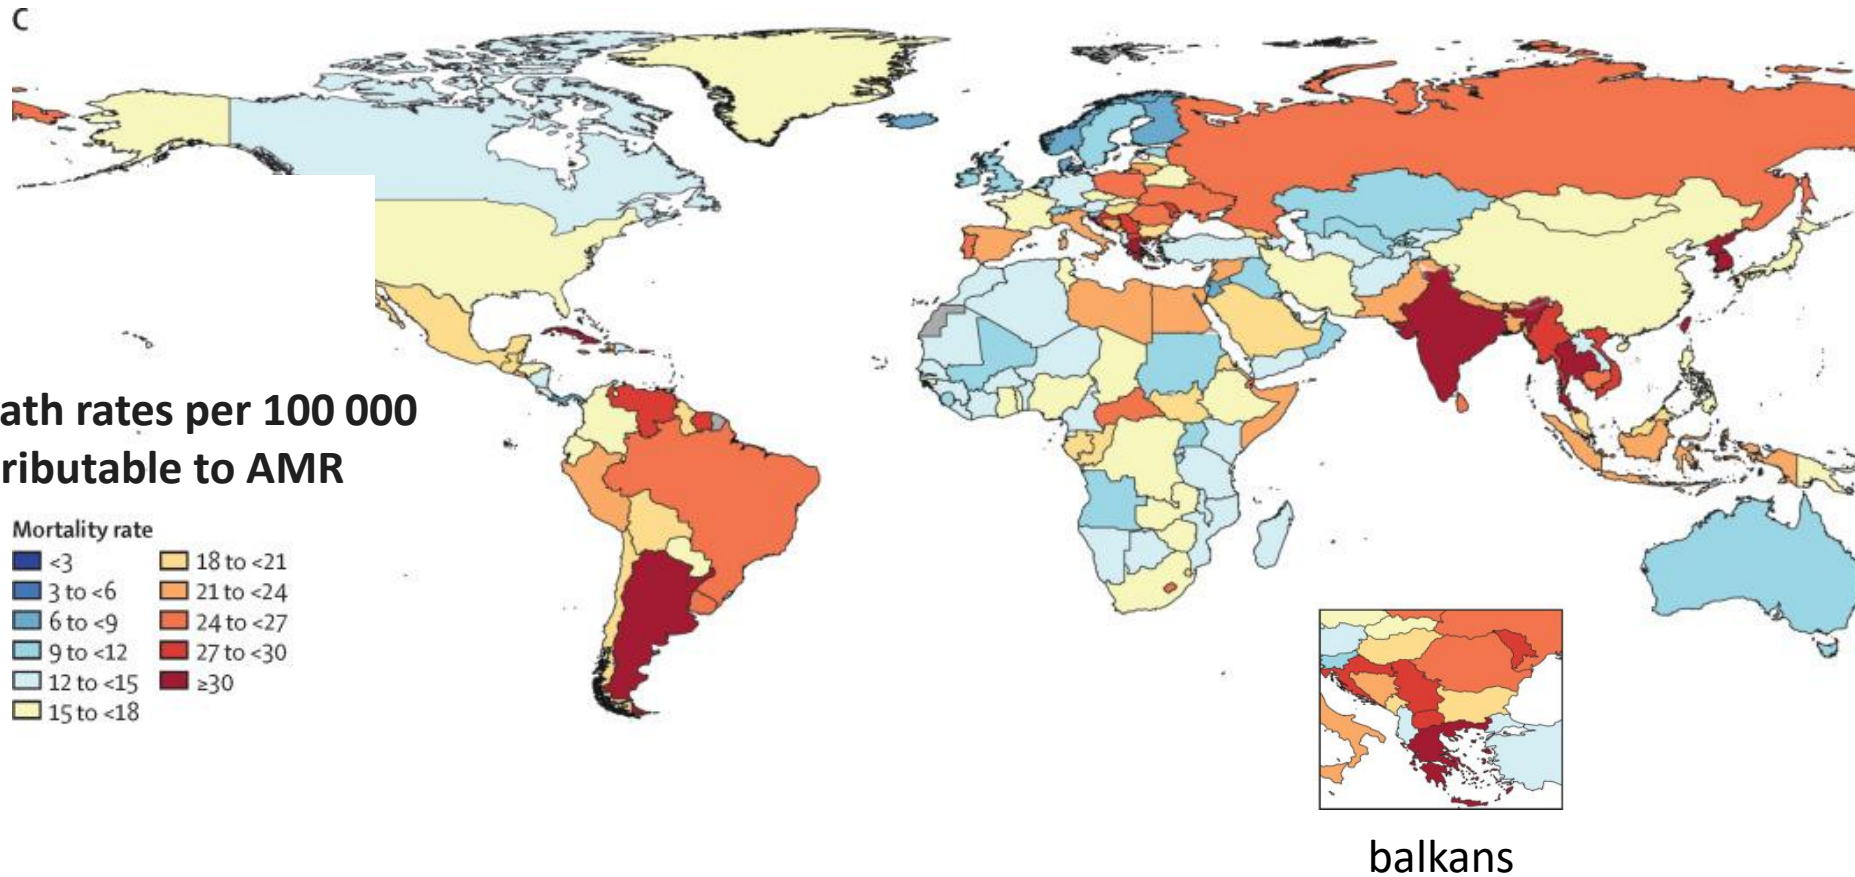 C
ath rates per 100 000
ributable to AMR
Mortality rate
<3
3 to <6
6 to <9
9 to <12
12 to <15
15 to <18
18 to <21
21 to <24
24 to <27
27 to <30
≥30
balkans